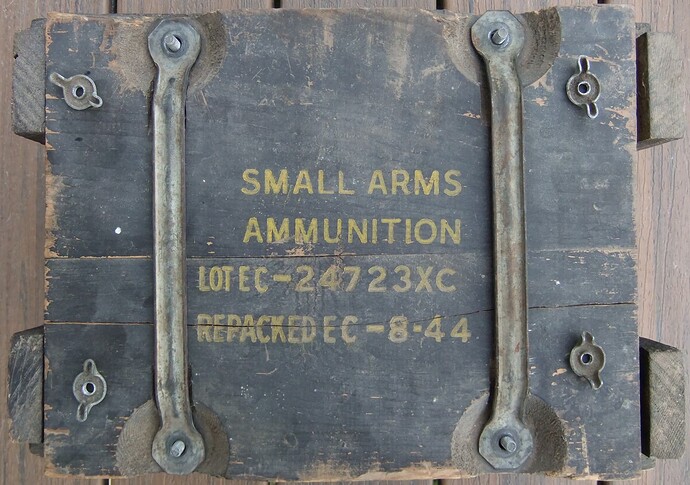 SMALL ARMS
AMMUNITION
LOT EC-24723XC
REPACKED EC-8-44